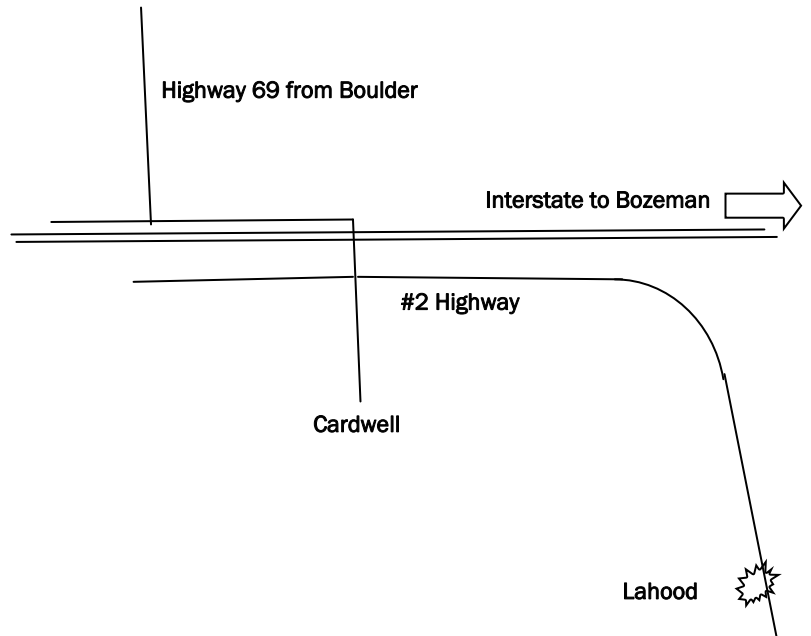 Highway 69 from Boulder
Interstate to Bozeman
#2 Highway
Cardwell
Lahood